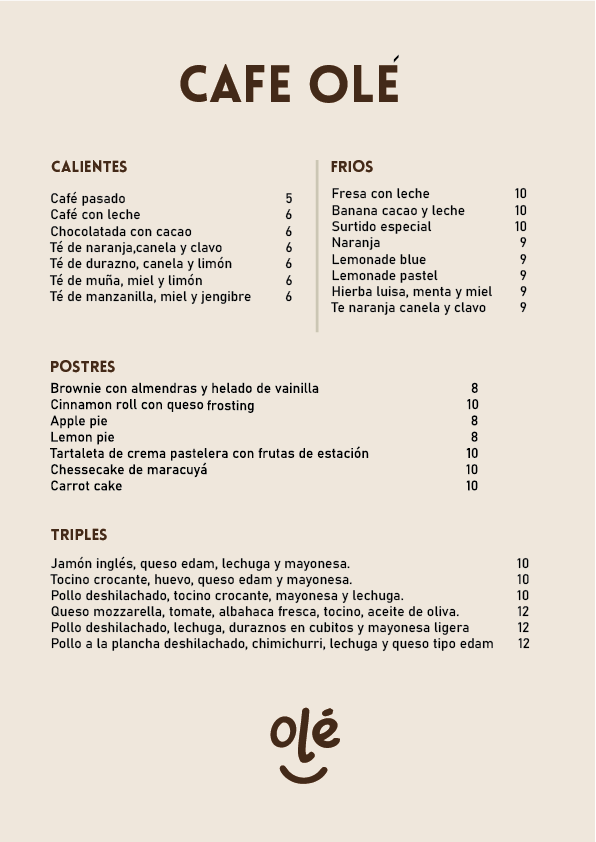 CAFE OLÉ
CALIENTES
Café pasado 5
Café con leche 6
Chocolatada con cacao 6
Té de naranja,canela y clavo 6
Té de durazno, canela y limón 6
Té de muña, miel y limón 6
Té de manzanilla, miel y jengibre 6
FRIOS
Fresa con leche 10
Banana cacao y leche 10
Surtido especial 10
Naranja 9
Lemonade blue 9
Lemonade pastel 9
Hierba luisa, menta y miel 9
Te naranja canela y clavo 9
POSTRES
Brownie con almendras y helado de vainilla 8
Cinnamon roll con queso frosting 10
Apple pie 8
Lemon pie 8
Tartaleta de crema pastelera con frutas de estación 10
Chessecake de maracuyá 10
Carrot cake 10
TRIPLES
Jamón inglés, queso edam, lechuga y mayonesa. 10
Tocino crocante, huevo, queso edam y mayonesa. 10
Pollo deshilachado, tocino crocante, mayonesa y lechuga. 10
Queso mozzarella, tomate, albahaca fresca, tocino, aceite de oliva. 12
Pollo deshilachado, lechuga, duraznos en cubitos y mayonesa ligera 12
Pollo a la plancha deshilachado, chimichurri, lechuga y queso tipo edam 12
olé